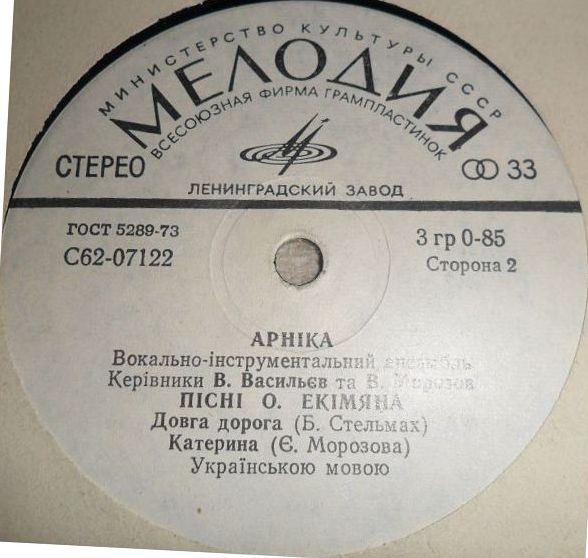 МИНИСТЕРСТВО КУЛЬТУРЫ СССР
МЕЛОДИЯ
ВСЕСОЮЗНАЯ ФИРМА ГРАМПЛАСТИНОК
СТЕРЕО
33
ЛЕНИНГРАДСКИЙ ЗАВОД
ГОСТ 5289-73
3 гр 0-85
С62-07122
Сторона 2
АРНІКА
Вокально-інструментальний ансамбль
Керівники В. Васильєв та В. Морозов
ПІСНІ О. ЕКІМЯНА
Довга дорога (Б. Стельмах)
Катерина (Є. Морозова)
Українською мовою